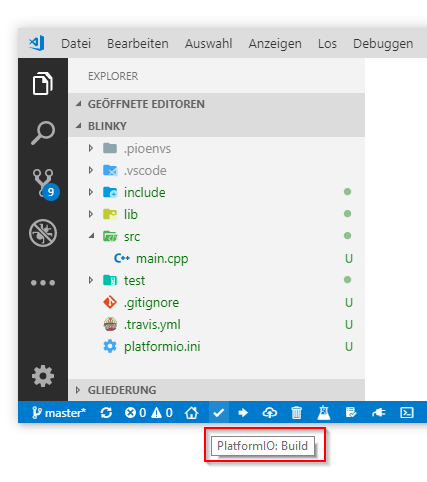 Datei Bearbeiten Auswahl Anzeigen Los Debuggen
EXPLORER
GEÖFFNETE EDITOREN
BLINKY
.pioenvs
.vscode
include
lib
src
C++ main.cpp U
test
.gitignore U
.travis.yml U
platformio.ini U
9
GLIEDERUNG
master* 0 0
PlatformIO: Build